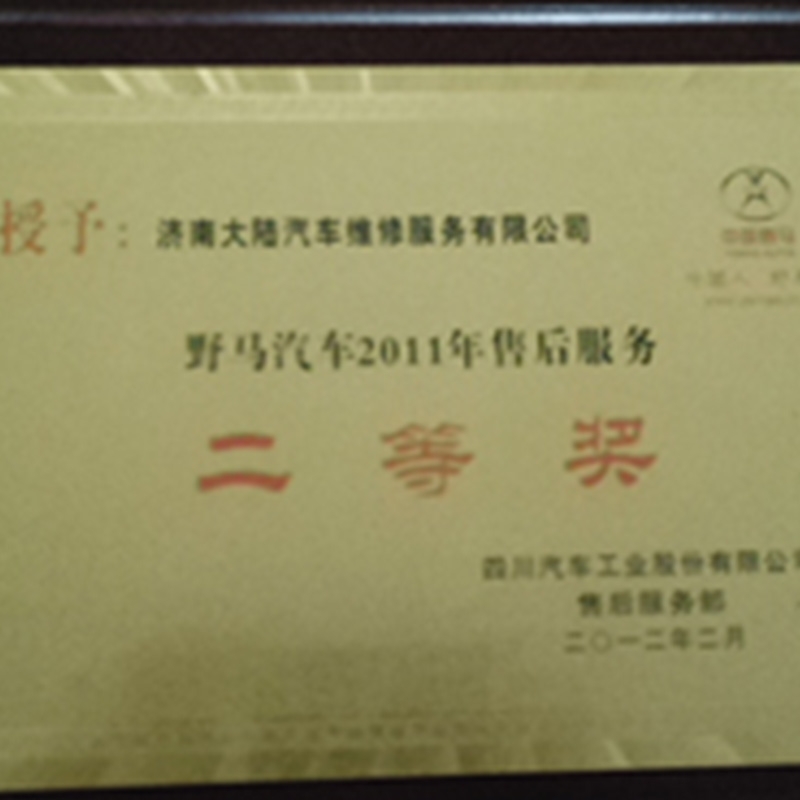 授予：济南大陆汽车维修服务有限公司
野马汽车2011年售后服务
二等奖
四川汽车工业股份有限公司
售后服务部
二〇一二年二月